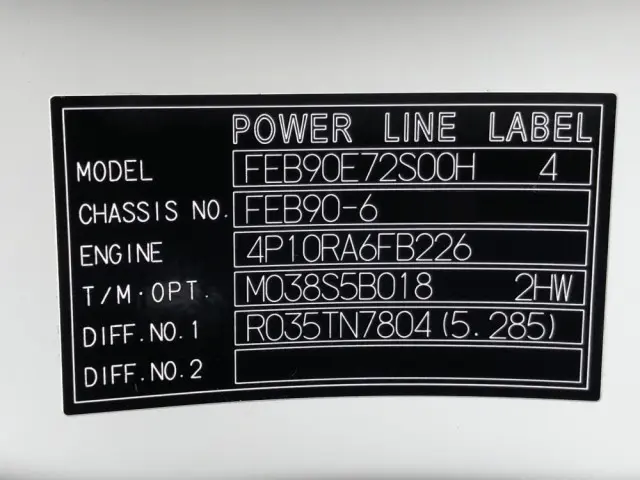 POWER LINE LABEL
MODEL FEB90E72S00H 4
CHASSIS NO. FEB90-6
ENGINE 4P10RA6FB226
T/M·OPT. M038S5B018 2HW
DIFF.NO.1 R035TN7804(5.285)
DIFF.NO.2